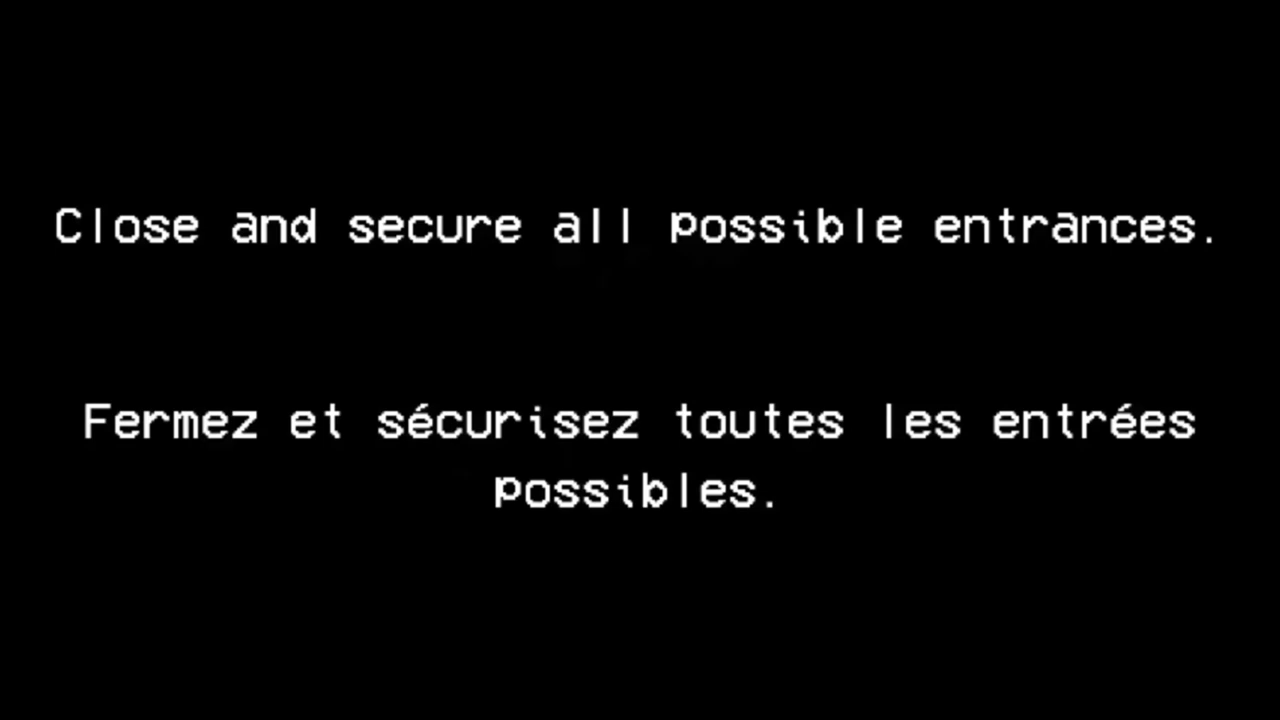 Close and secure all possible entrances.
Fermez et sécurisez toutes les entrées
possibles.